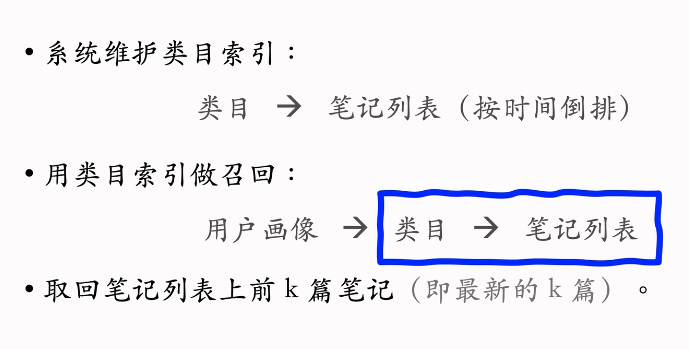 • 系统维护类目索引：
类目 → 笔记列表（按时间倒排）
• 用类目索引做召回：
用户画像 → 类目 → 笔记列表
• 取回笔记列表上前 k 篇笔记（即最新的 k 篇）。